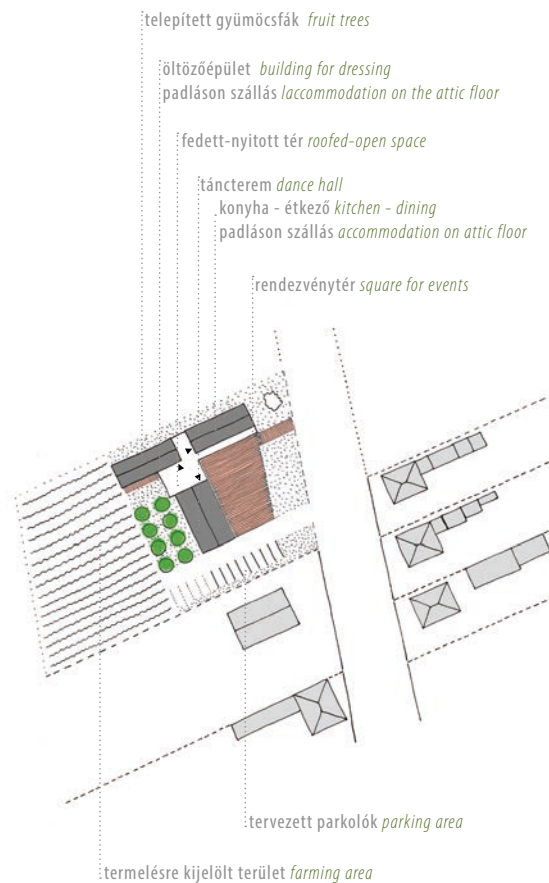 telepített gyümöcsfák fruit trees
öltözőépület building for dressing
padláson szállás laccommodation on the attic floor
fedett-nyitott tér roofed-open space
táncterem dance hall
konyha - étkező kitchen - dining
padláson szállás accommodation on attic floor
rendezvénytér square for events
tervezett parkolók parking area
termelésre kijelölt terület farming area